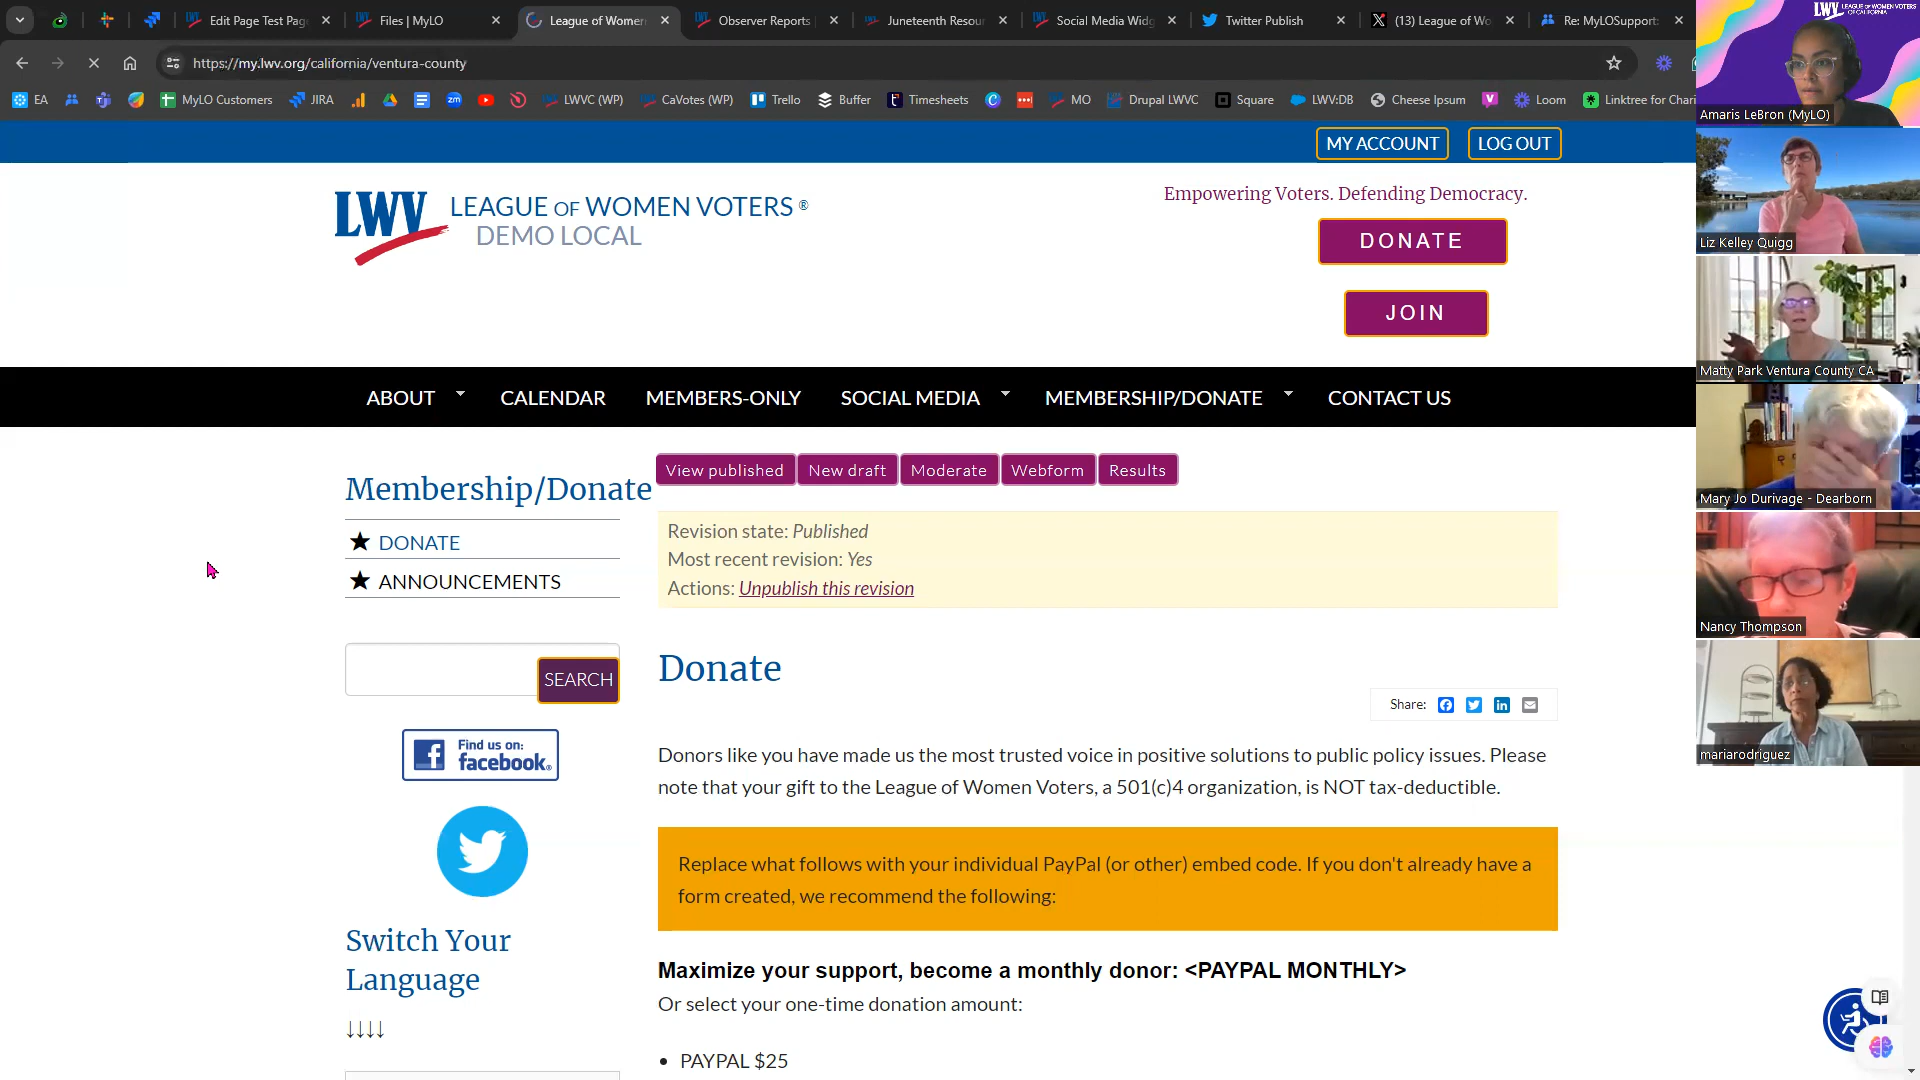 Edit Page Test Pag
Files | MyLO
League of Women
Observer Reports
Juneteenth Resou
Social Media Widg
Twitter Publish
(13) League of Wo
Re: MyLOSupport:
https://my.lwv.org/california/ventura-county
EA
MyLO Customers
JIRA
LWVC (WP)
CaVotes (WP)
Trello
Buffer
Timesheets
MO
Drupal LWVC
Square
LWV:DB
Cheese Ipsum
Loom
Linktree for Chari
MY ACCOUNT
LOG OUT
LWV LEAGUE OF WOMEN VOTERS ®
DEMO LOCAL
Empowering Voters. Defending Democracy.
DONATE
JOIN
ABOUT
CALENDAR
MEMBERS-ONLY
SOCIAL MEDIA
MEMBERSHIP/DONATE
CONTACT US
Membership/Donate
★ DONATE
★ ANNOUNCEMENTS
SEARCH
Find us on:
facebook®
Switch Your
Language
↓↓↓↓
View published
New draft
Moderate
Webform
Results
Revision state: Published
Most recent revision: Yes
Actions: Unpublish this revision
Donate
Share:
Donors like you have made us the most trusted voice in positive solutions to public policy issues. Please
note that your gift to the League of Women Voters, a 501(c)4 organization, is NOT tax-deductible.
Replace what follows with your individual PayPal (or other) embed code. If you don't already have a
form created, we recommend the following:
Maximize your support, become a monthly donor: <PAYPAL MONTHLY>
Or select your one-time donation amount:
• PAYPAL $25
LWV LEAGUE OF WOMEN VOTERS
OF CALIFORNIA
Amaris LeBron (MyLO)
Liz Kelley Quigg
Matty Park Ventura County CA
Mary Jo Durivage - Dearborn
Nancy Thompson
mariarodriguez